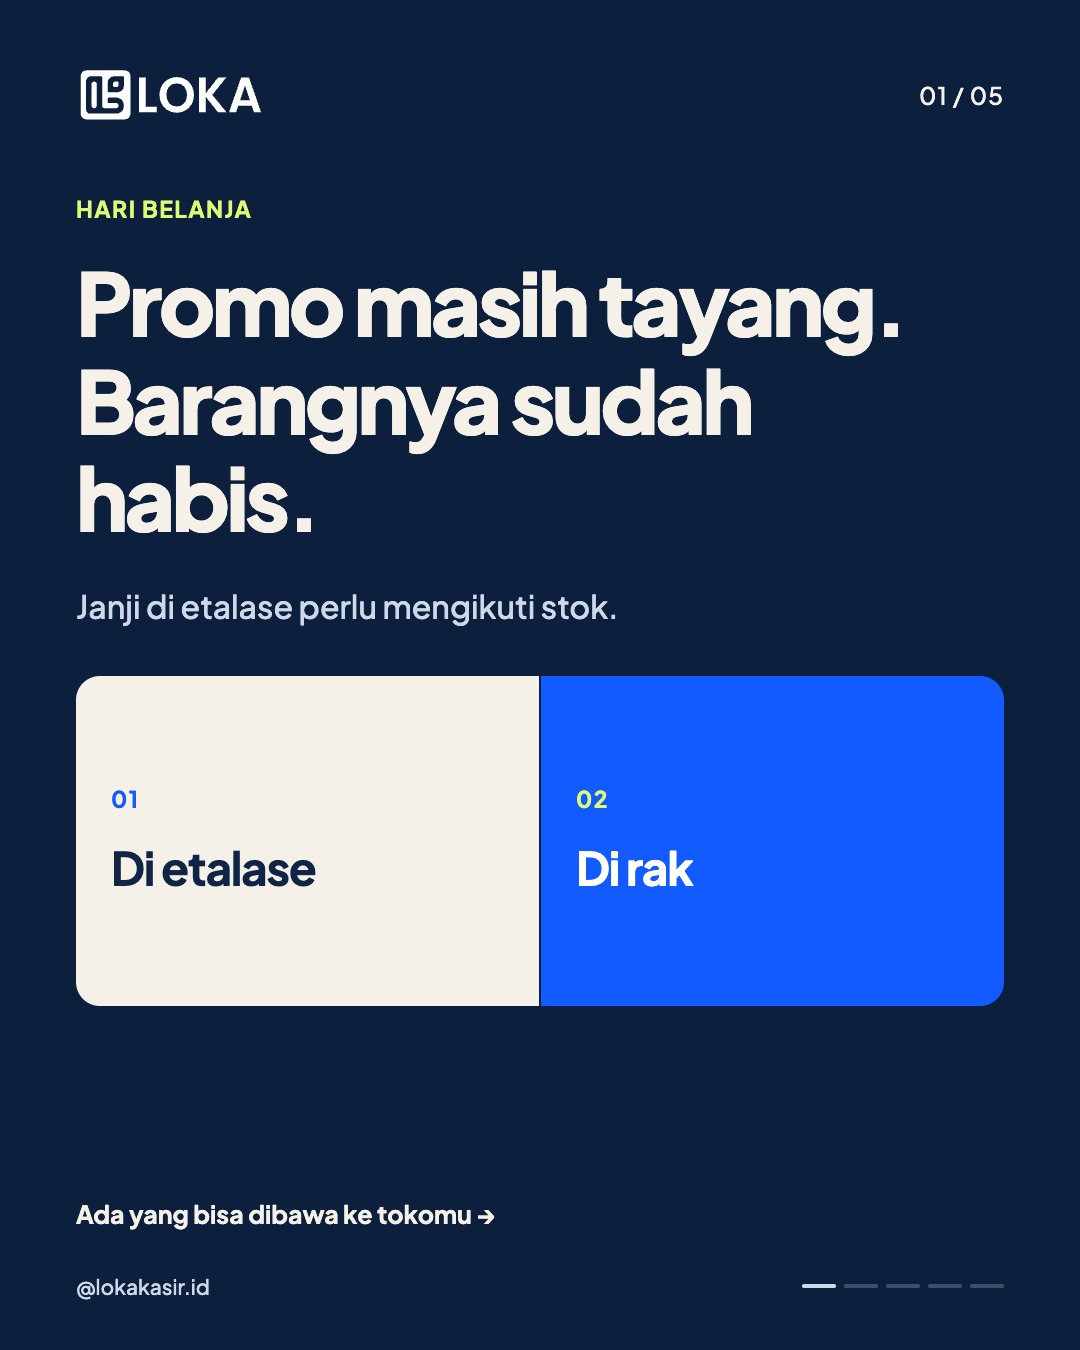 LOKA
01 / 05
HARI BELANJA
Promo masih tayang.
Barangnya sudah
habis.
Janji di etalase perlu mengikuti stok.
01
Di etalase
02
Di rak
Ada yang bisa dibawa ke tokomu →
@lokakasir.id